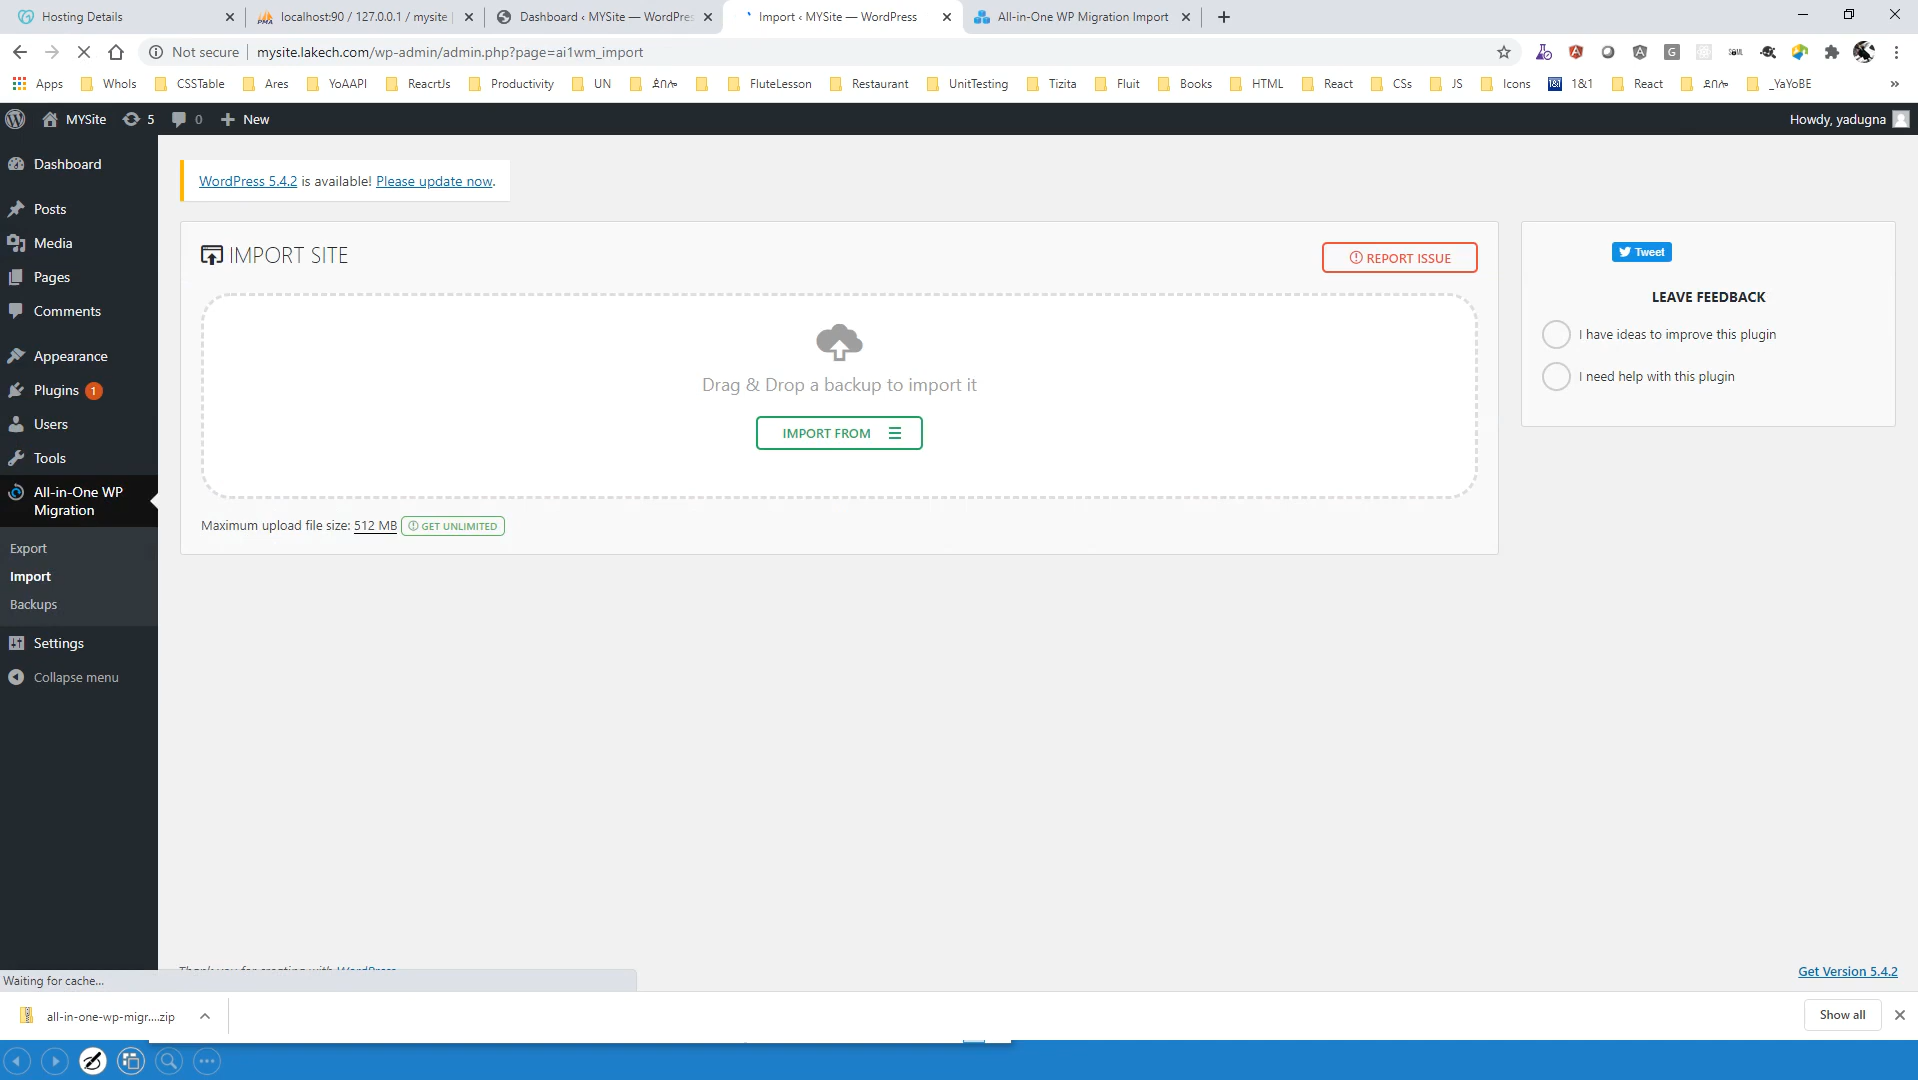 Hosting Details
localhost:90 / 127.0.0.1 / mysite
Dashboard ‹ MYSite — WordPres
Import ‹ MYSite — WordPress
All-in-One WP Migration Import
Not secure
mysite.lakech.com/wp-admin/admin.php?page=ai1wm_import
Apps
WhoIs
CSSTable
Ares
YoAAPI
ReacrtJs
Productivity
UN
FluteLesson
Restaurant
UnitTesting
Tizita
Fluit
Books
HTML
React
CSs
JS
Icons
1&1
React
_YaYoBE
»
MYSite
5
0
New
Howdy, yadugna
Dashboard
Posts
Media
Pages
Comments
Appearance
Plugins 1
Users
Tools
All-in-One WP
Migration
Export
Import
Backups
Settings
Collapse menu
WordPress 5.4.2 is available! Please update now.
IMPORT SITE
REPORT ISSUE
Drag & Drop a backup to import it
IMPORT FROM
Maximum upload file size: 512 MB
GET UNLIMITED
Tweet
LEAVE FEEDBACK
I have ideas to improve this plugin
I need help with this plugin
Thank you for creating with WordPress
Get Version 5.4.2
Waiting for cache...
all-in-one-wp-migr....zip
Show all